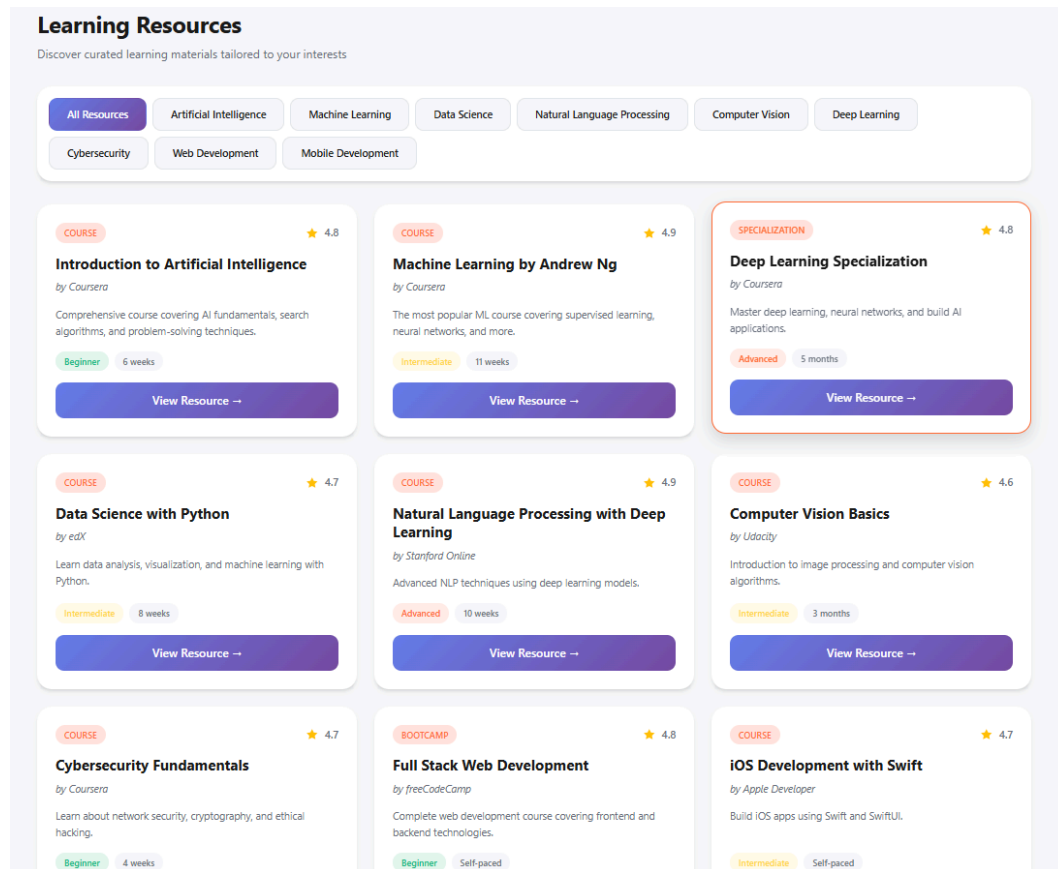 Learning Resources
Discover curated learning materials tailored to your interests
All Resources
Artificial Intelligence
Machine Learning
Data Science
Natural Language Processing
Computer Vision
Deep Learning
Cybersecurity
Web Development
Mobile Development
COURSE
4.8
Introduction to Artificial Intelligence
by Coursera
Comprehensive course covering AI fundamentals, search
algorithms, and problem-solving techniques.
Beginner
6 weeks
View Resource →
COURSE
4.9
Machine Learning by Andrew Ng
by Coursera
The most popular ML course covering supervised learning,
neural networks, and more.
Intermediate
11 weeks
View Resource →
SPECIALIZATION
4.8
Deep Learning Specialization
by Coursera
Master deep learning, neural networks, and build AI
applications.
Advanced
5 months
View Resource →
COURSE
4.7
Data Science with Python
by edX
Learn data analysis, visualization, and machine learning with
Python.
Intermediate
8 weeks
View Resource →
COURSE
4.9
Natural Language Processing with Deep
Learning
by Stanford Online
Advanced NLP techniques using deep learning models.
Advanced
10 weeks
View Resource →
COURSE
4.6
Computer Vision Basics
by Udacity
Introduction to image processing and computer vision
algorithms.
Intermediate
3 months
View Resource →
COURSE
4.7
Cybersecurity Fundamentals
by Coursera
Learn about network security, cryptography, and ethical
hacking.
Beginner
4 weeks
BOOTCAMP
4.8
Full Stack Web Development
by freeCodeCamp
Complete web development course covering frontend and
backend technologies.
Beginner
Self-paced
COURSE
4.7
iOS Development with Swift
by Apple Developer
Build iOS apps using Swift and SwiftUI.
Intermediate
Self-paced